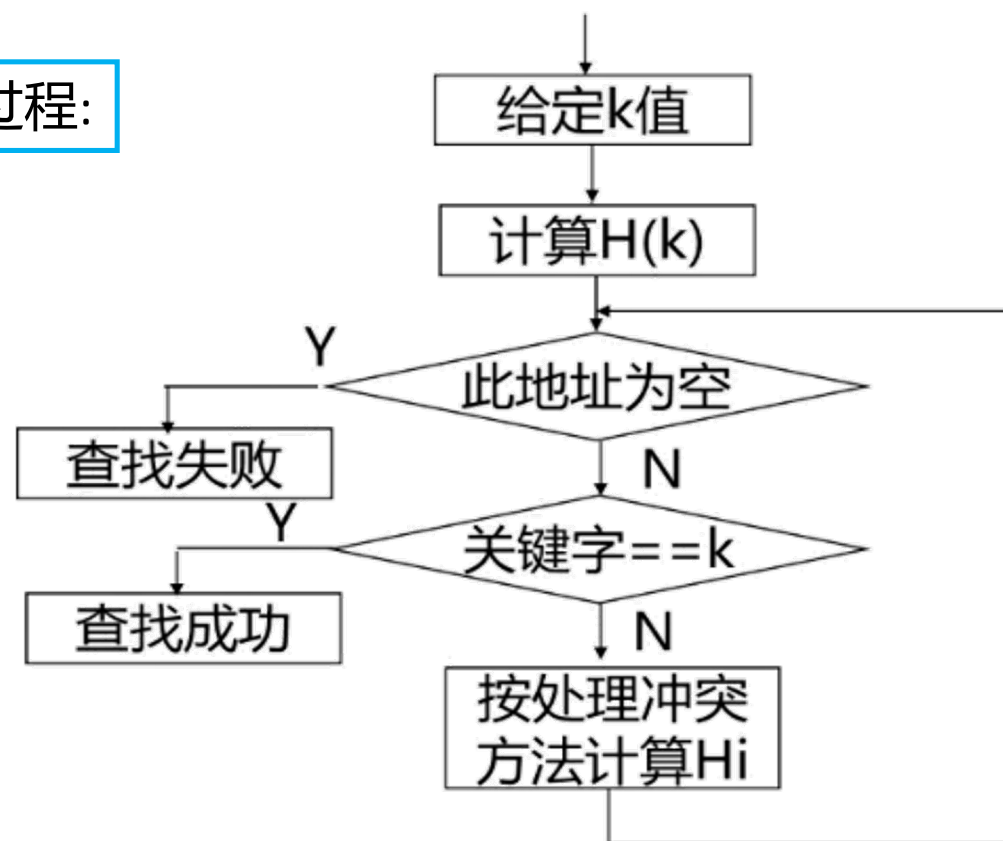 过程:
给定k值
计算H(k)
Y
此地址为空
查找失败
N
Y
关键字==k
查找成功
N
按处理冲突
方法计算Hi